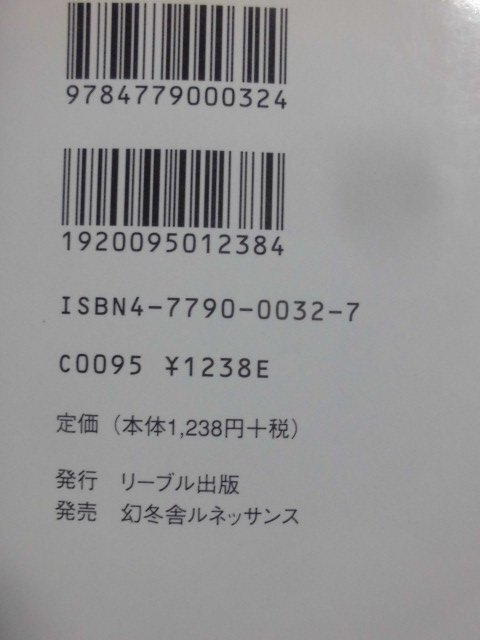 9784779000324
1920095012384
ISBN4-7790-0032-7
C0095 ¥1238E
定価（本体1,238円＋税）
発行　リーブル出版
発売　幻冬舎ルネッサンス